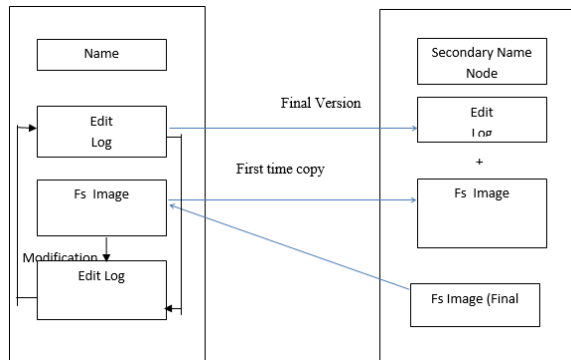 Name
Edit
Log
Fs Image
Modification
Edit Log
Final Version
First time copy
Secondary Name
Node
Edit
Log
+
Fs Image
Fs Image (Final